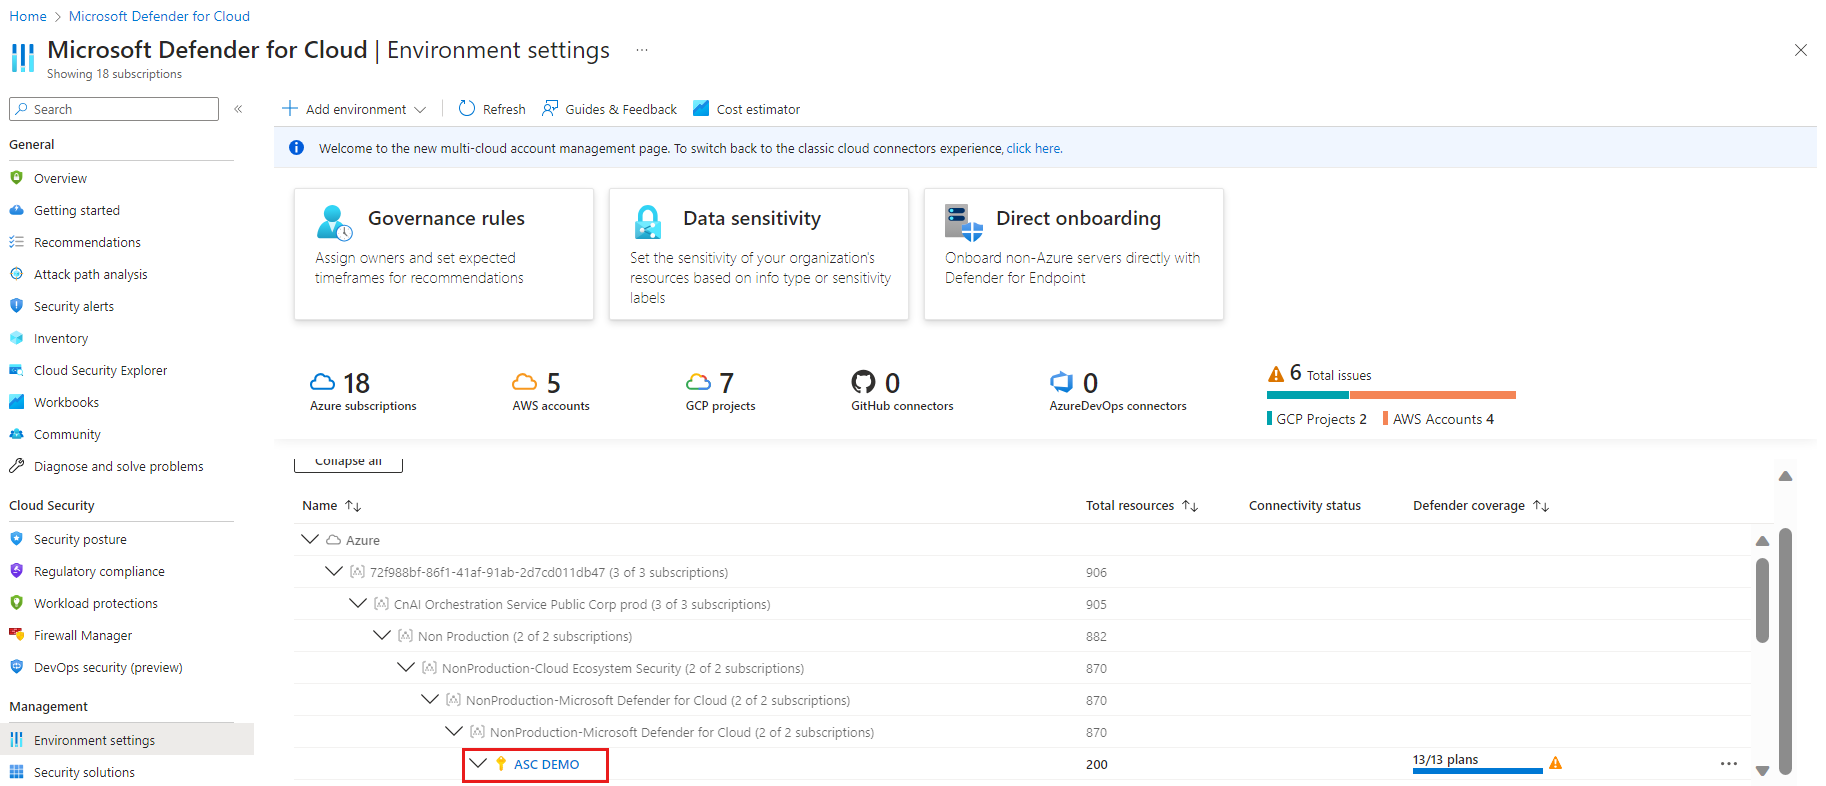 Home > Microsoft Defender for Cloud
Microsoft Defender for Cloud | Environment settings ...
Showing 18 subscriptions
Search
«
General
Overview
Getting started
Recommendations
Attack path analysis
Security alerts
Inventory
Cloud Security Explorer
Workbooks
Community
Diagnose and solve problems
Cloud Security
Security posture
Regulatory compliance
Workload protections
Firewall Manager
DevOps security (preview)
Management
Environment settings
Security solutions
Add environment
Refresh
Guides & Feedback
Cost estimator
Welcome to the new multi-cloud account management page. To switch back to the classic cloud connectors experience, click here.
Governance rules
Assign owners and set expected
timeframes for recommendations
Data sensitivity
Set the sensitivity of your organization's
resources based on info type or sensitivity
labels
Direct onboarding
Onboard non-Azure servers directly with
Defender for Endpoint
18
Azure subscriptions
5
AWS accounts
7
GCP projects
0
GitHub connectors
0
AzureDevOps connectors
6 Total issues
GCP Projects 2
AWS Accounts 4
Collapse all
Name Total resources Connectivity status Defender coverage
Azure
72f988bf-86f1-41af-91ab-2d7cd011db47 (3 of 3 subscriptions) 906
CnAI Orchestration Service Public Corp prod (3 of 3 subscriptions) 905
Non Production (2 of 2 subscriptions) 882
NonProduction-Cloud Ecosystem Security (2 of 2 subscriptions) 870
NonProduction-Microsoft Defender for Cloud (2 of 2 subscriptions) 870
NonProduction-Microsoft Defender for Cloud (2 of 2 subscriptions) 870
ASC DEMO 200 13/13 plans ...